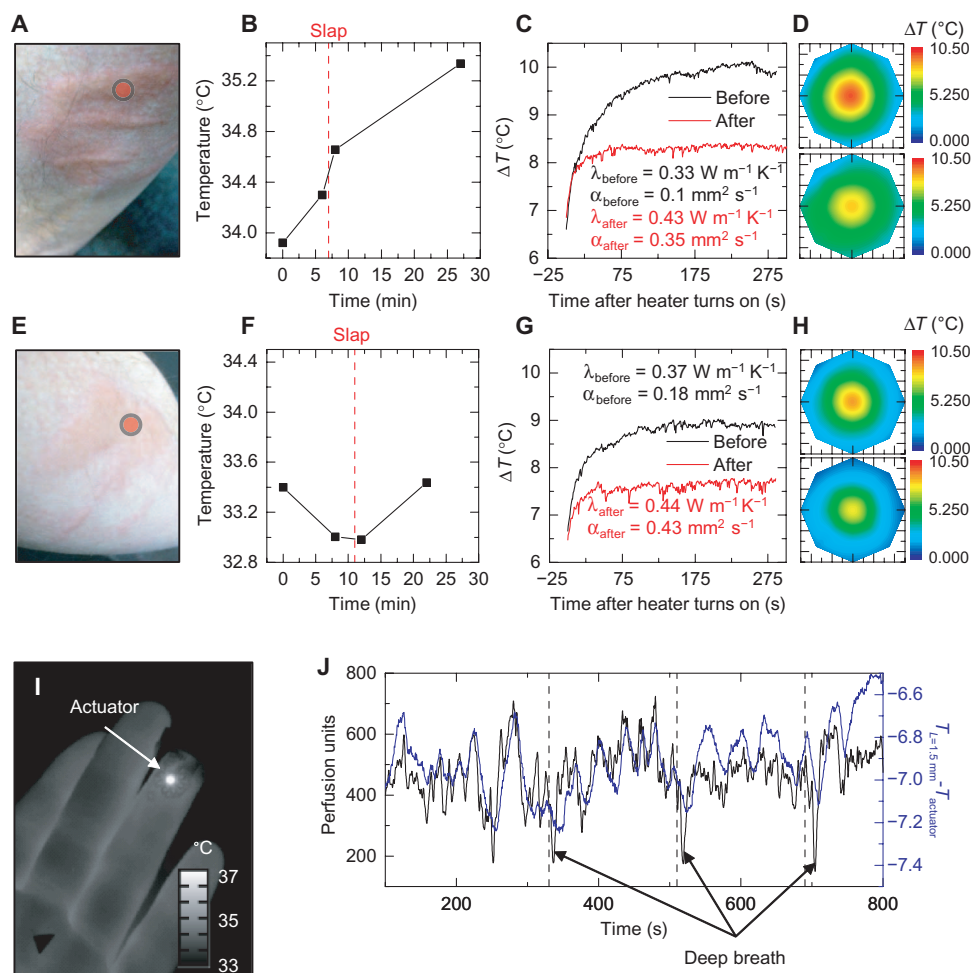 A
B
Slap
Temperature (°C)
35.2
34.8
34.4
34.0
0 5 10 15 20 25 30
Time (min)
C
ΔT (°C)
10
9
8
7
6
Before
After
λbefore = 0.33 W m⁻¹ K⁻¹
αbefore = 0.1 mm² s⁻¹
λafter = 0.43 W m⁻¹ K⁻¹
αafter = 0.35 mm² s⁻¹
−25 75 175 275
Time after heater turns on (s)
D
ΔT (°C)
10.50
5.250
0.000
10.50
5.250
0.000
E
F
Slap
Temperature (°C)
34.4
34.0
33.6
33.2
32.8
0 5 10 15 20 25 30
Time (min)
G
ΔT (°C)
10
9
8
7
6
λbefore = 0.37 W m⁻¹ K⁻¹
αbefore = 0.18 mm² s⁻¹
Before
After
λafter = 0.44 W m⁻¹ K⁻¹
αafter = 0.43 mm² s⁻¹
−25 75 175 275
Time after heater turns on (s)
H
ΔT (°C)
10.50
5.250
0.000
10.50
5.250
0.000
I
Actuator
°C
37
35
33
J
Perfusion units
800
600
400
200
200 400 600 800
Time (s)
−6.6
−6.8
−7.0
−7.2
−7.4
TL=1.5 mm-Tactuator
Deep breath